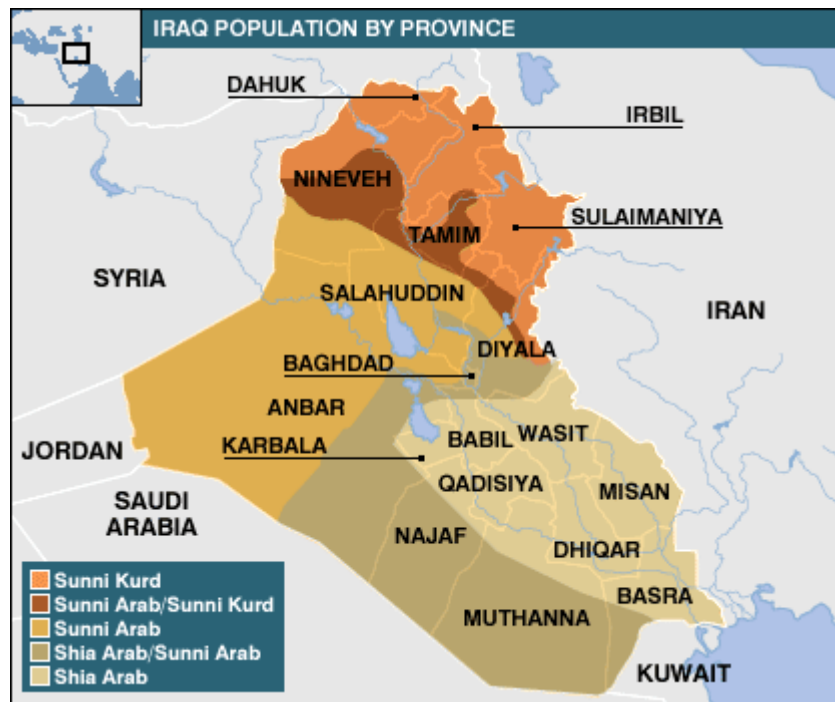 IRAQ POPULATION BY PROVINCE
DAHUK
IRBIL
NINEVEH
SULAIMANIYA
TAMIM
SYRIA
SALAHUDDIN
IRAN
DIYALA
BAGHDAD
ANBAR
JORDAN
KARBALA
BABIL
WASIT
QADISIYA
MISAN
SAUDI
ARABIA
NAJAF
DHIQAR
BASRA
MUTHANNA
KUWAIT
Sunni Kurd
Sunni Arab/Sunni Kurd
Sunni Arab
Shia Arab/Sunni Arab
Shia Arab